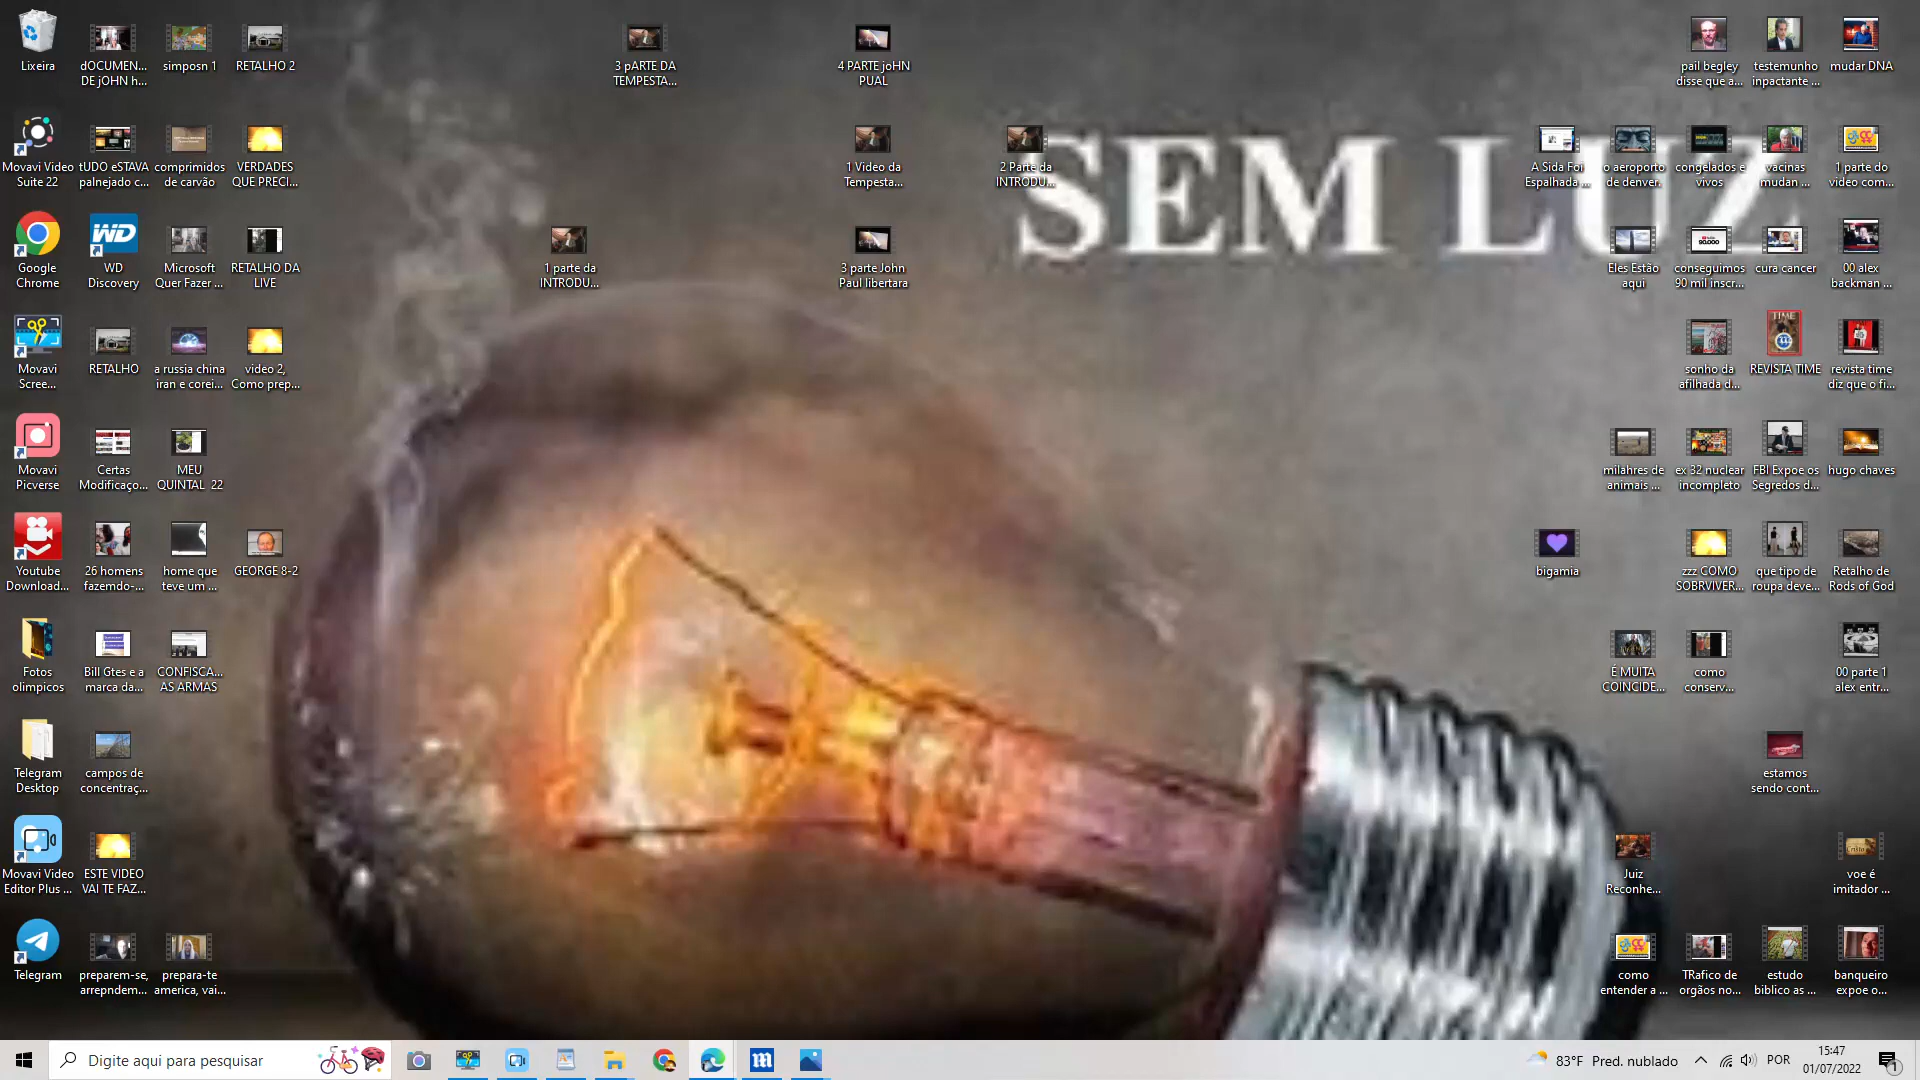 Lixeira
dOCUMEN...
DE jOHN h...
simposn 1
RETALHO 2
3 pARTE DA
TEMPESTA...
4 PARTE joHN
PUAL
pail begley
disse que a...
testemunho
inpactante ...
mudar DNA
Movavi Video
Suite 22
tUDO eSTAVA
palnejado c...
comprimidos
de carvão
VERDADES
QUE PRECI...
1 Video da
Tempesta...
2 Parte da
INTRODU...
SEM LUZ
A Sida Foi
Espalhada ...
o aeroporto
de denver.
congelados e
vivos
vacinas
mudan ...
1 parte do
video com...
Google
Chrome
WD
Discovery
Microsoft
Quer Fazer ...
RETALHO DA
LIVE
1 parte da
INTRODU...
3 parte John
Paul libertara
Eles Estão
aqui
conseguimos
90 mil inscr...
cura cancer
00 alex
backman ...
Movavi
Scree...
RETALHO
a russia china
iran e corei...
video 2,
Como prep...
sonho da
afilhada d...
REVISTA TIME
revista time
diz que o fi...
Movavi
Picverse
Certas
Modificaço...
MEU
QUINTAL 22
milahres de
animais ...
ex 32 nuclear
incompleto
FBI Expoe os
Segredos d...
hugo chaves
Youtube
Download...
26 homens
fazemdo-...
home que
teve um ...
GEORGE 8-2
bigamia
zzz COMO
SOBRVIVER...
que tipo de
roupa deve...
Retalho de
Rods of God
Fotos
olimpicos
Bill Gtes e a
marca da...
CONFISCA...
AS ARMAS
É MUITA
COINCIDE...
como
conserv...
00 parte 1
alex entr...
Telegram
Desktop
campos de
concentraç...
estamos
sendo cont...
Movavi Video
Editor Plus ...
ESTE VIDEO
VAI TE FAZ...
Juiz
Reconhe...
voe é
imitador ...
Telegram
preparem-se,
arrepndem...
prepara-te
america, vai...
como
entender a ...
TRafico de
orgãos no...
estudo
biblico as ...
banqueiro
expoe o...
Digite aqui para pesquisar
83°F Pred. nublado
POR
15:47
01/07/2022
1